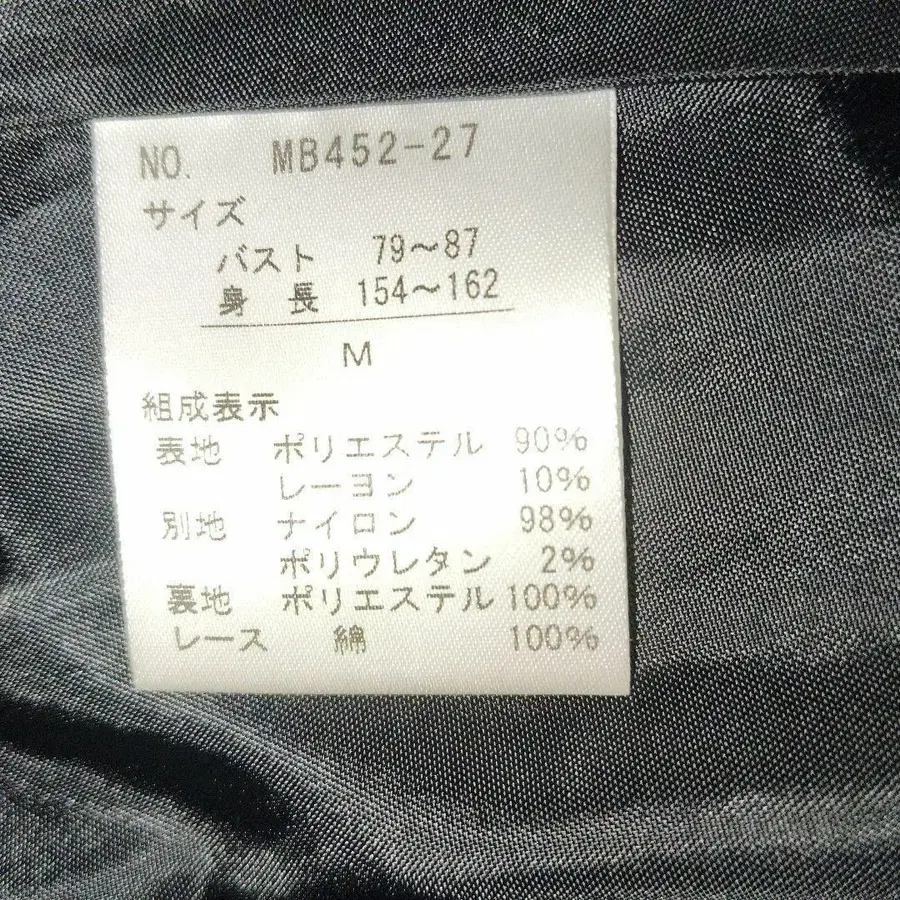 NO. MB452-27
サイズ
バスト 79～87
身長 154～162
M
組成表示
表地 ポリエステル 90%
レーヨン 10%
別地 ナイロン 98%
ポリウレタン 2%
裏地 ポリエステル 100%
レース 綿 100%